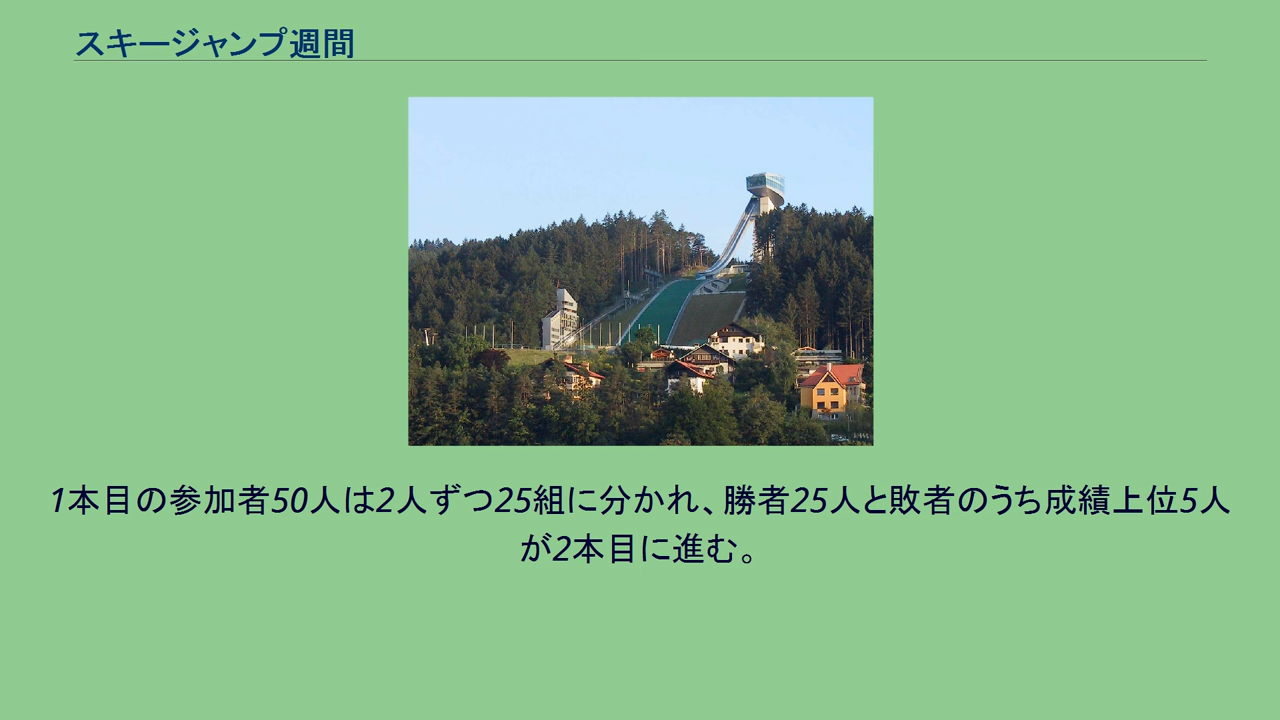 スキージャンプ週間
1本目の参加者50人は2人ずつ25組に分かれ、勝者25人と敗者のうち成績上位5人
が2本目に進む。